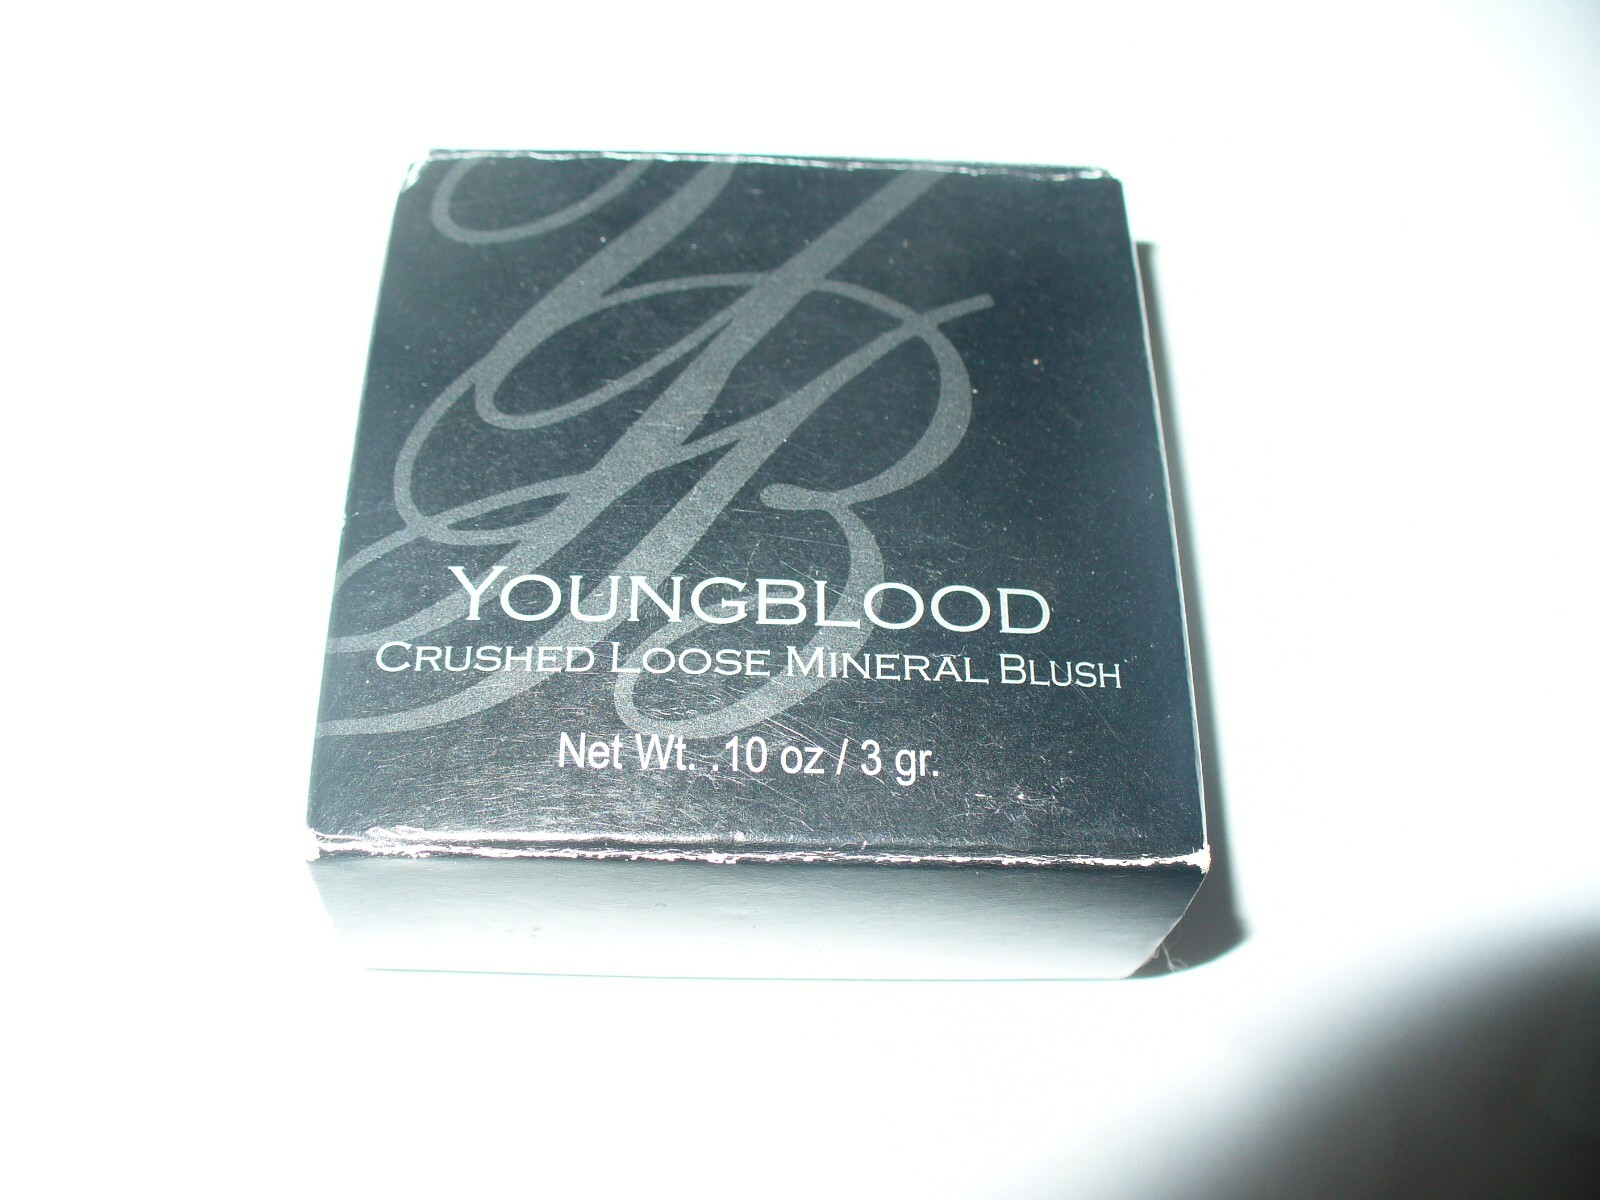 YB
YOUNGBLOOD
CRUSHED LOOSE MINERAL BLUSH
Net Wt. .10 oz / 3 gr.